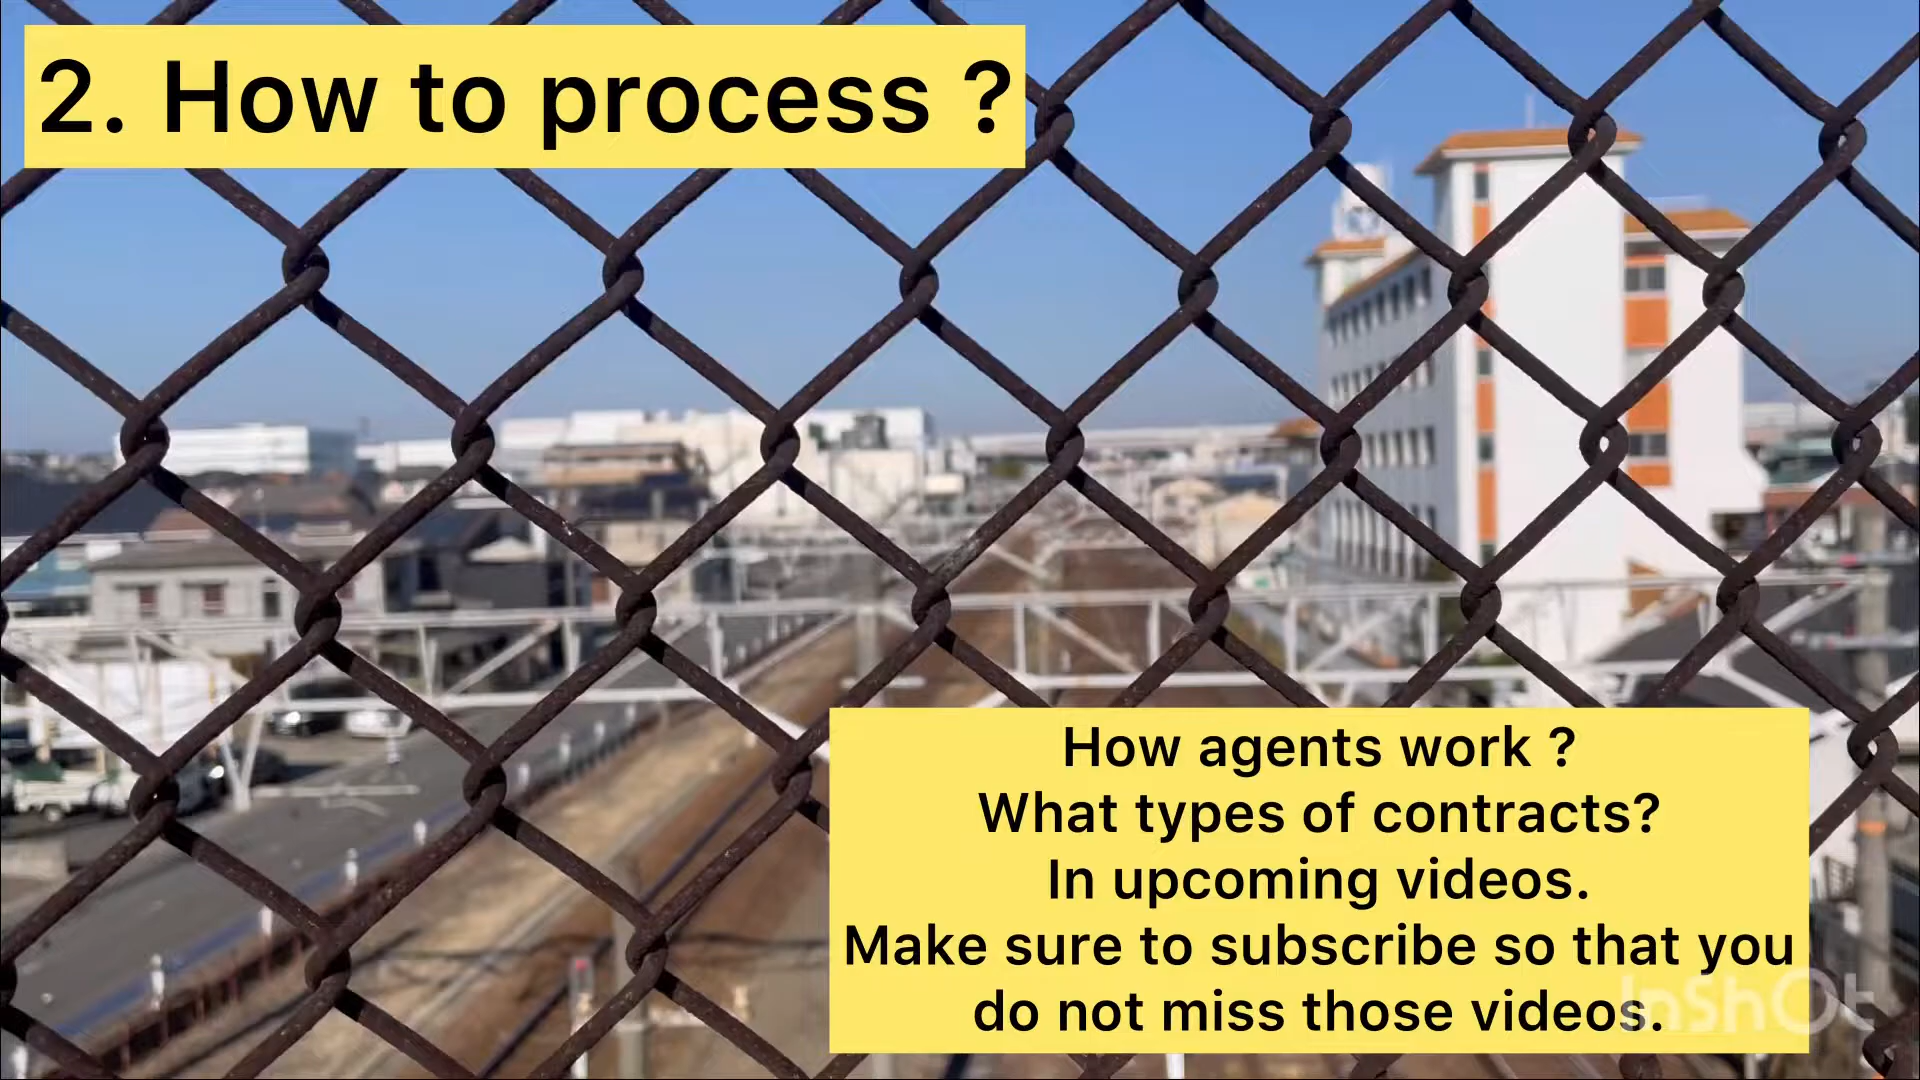 2. How to process ?
How agents work ?
What types of contracts?
In upcoming videos.
Make sure to subscribe so that you
do not miss those videos.
InShOt